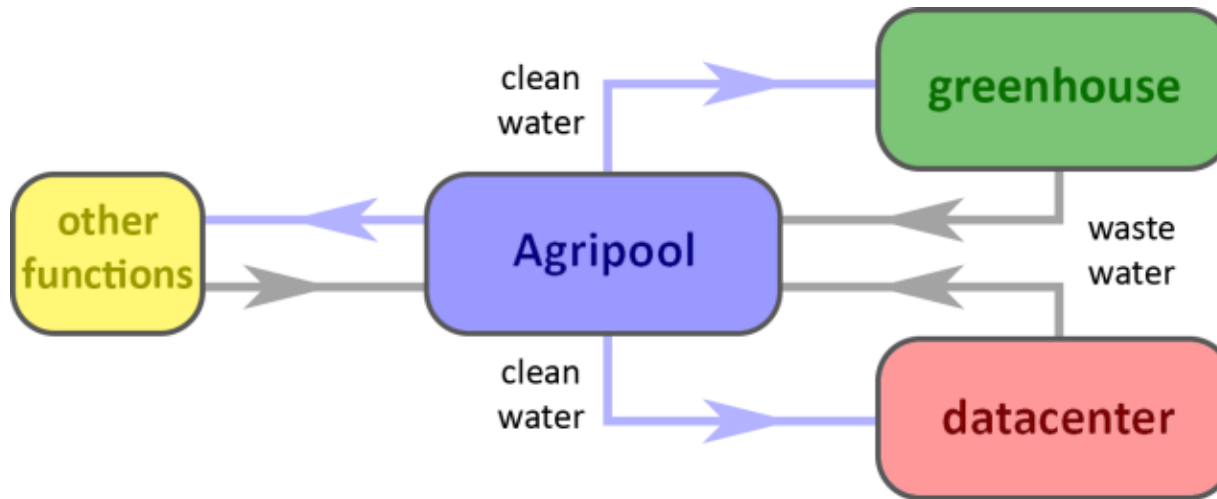 clean
water
greenhouse
other
functions
Agripool
waste
water
clean
water
datacenter